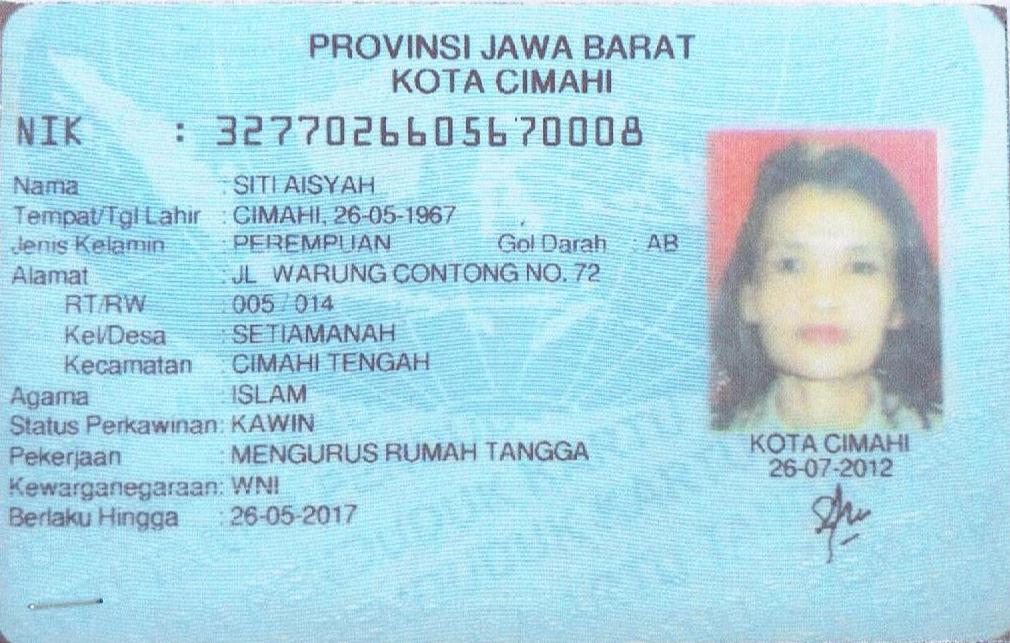 PROVINSI JAWA BARAT
KOTA CIMAHI
NIK : 3277026605670008
Nama : SITI AISYAH
Tempat/Tgl Lahir : CIMAHI, 26-05-1967
Jenis Kelamin : PEREMPUAN Gol Darah : AB
Alamat : JL WARUNG CONTONG NO. 72
RT/RW : 005 / 014
Kel/Desa : SETIAMANAH
Kecamatan : CIMAHI TENGAH
Agama : ISLAM
Status Perkawinan: KAWIN
Pekerjaan : MENGURUS RUMAH TANGGA
Kewarganegaraan: WNI
Berlaku Hingga : 26-05-2017
KOTA CIMAHI
26-07-2012